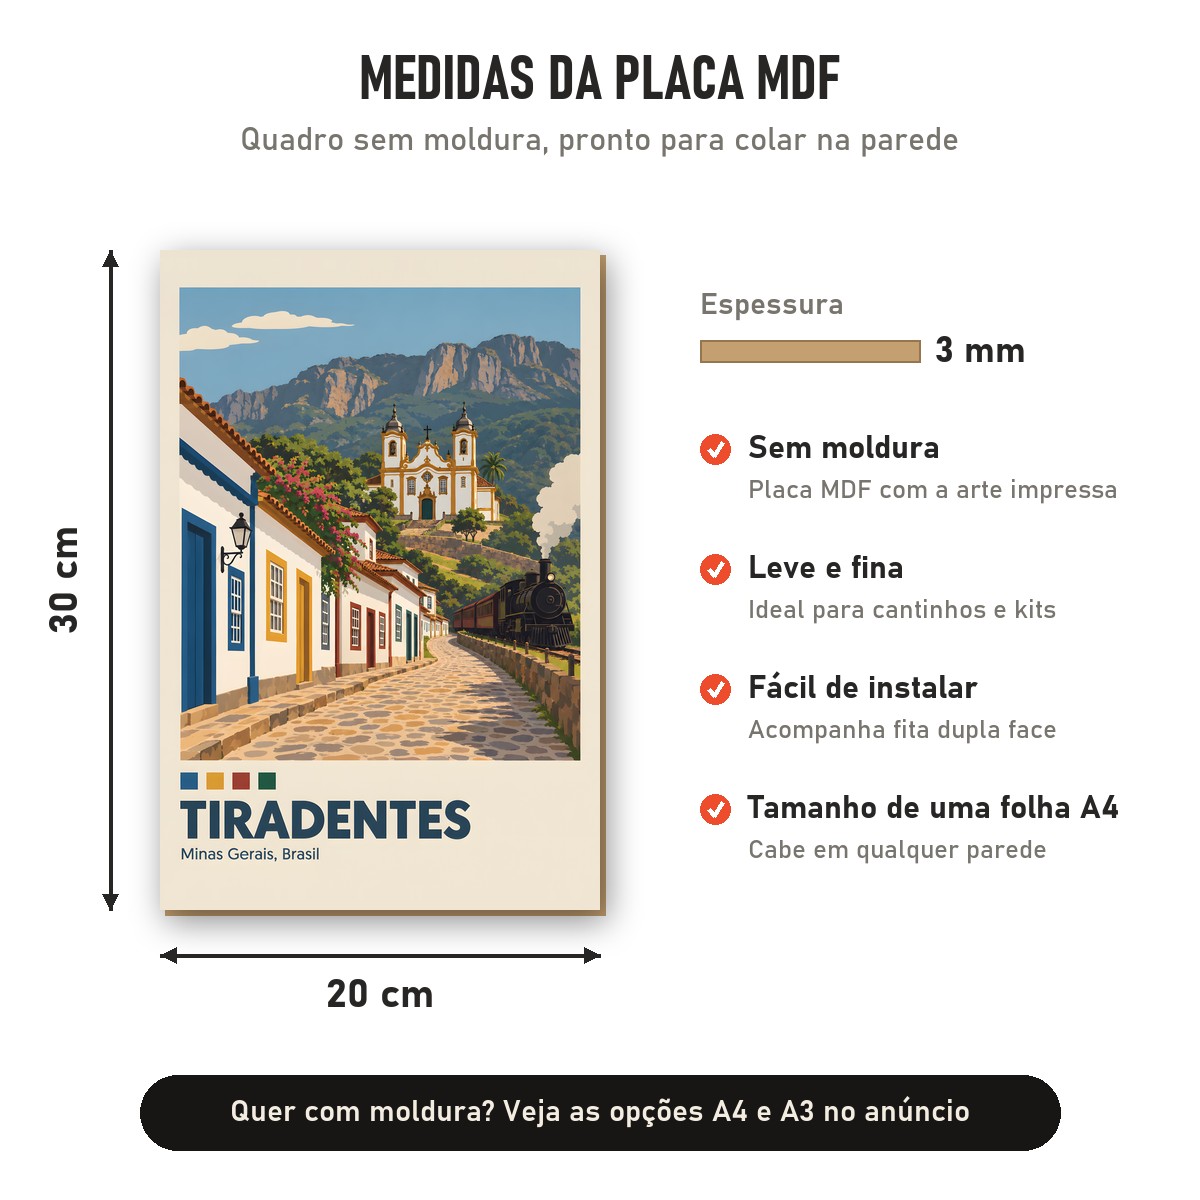 MEDIDAS DA PLACA MDF
Quadro sem moldura, pronto para colar na parede
30 cm
TIRADENTES
Minas Gerais, Brasil
20 cm
Espessura
3 mm
Sem moldura
Placa MDF com a arte impressa
Leve e fina
Ideal para cantinhos e kits
Fácil de instalar
Acompanha fita dupla face
Tamanho de uma folha A4
Cabe em qualquer parede
Quer com moldura? Veja as opções A4 e A3 no anúncio